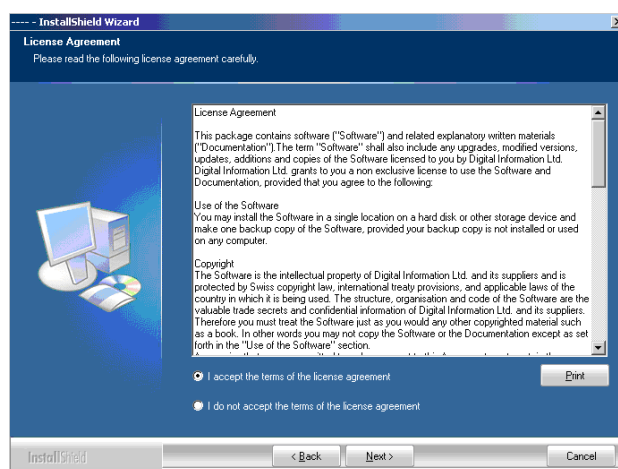 ---- - InstallShield Wizard
License Agreement
Please read the following license agreement carefully.
License Agreement
This package contains software ("Software") and related explanatory written materials
("Documentation").The term "Software" shall also include any upgrades, modified versions,
updates, additions and copies of the Software licensed to you by Digital Information Ltd.
Digital Information Ltd. grants to you a non exclusive license to use the Software and
Documentation, provided that you agree to the following:
Use of the Software
You may install the Software in a single location on a hard disk or other storage device and
make one backup copy of the Software, provided your backup copy is not installed or used
on any computer.
Copyright
The Software is the intellectual property of Digital Information Ltd. and its suppliers and is
protected by Swiss copyright law, international treaty provisions, and applicable laws of the
country in which it is being used. The structure, organisation and code of the Software are the
valuable trade secrets and confidential information of Digital Information Ltd. and its suppliers.
Therefore you must treat the Software just as you would any other copyrighted material such
as a book. In other words you may not copy the Software or the Documentation except as set
forth in the "Use of the Software" section.
I accept the terms of the license agreement
Print
I do not accept the terms of the license agreement
InstallShield
< Back
Next >
Cancel